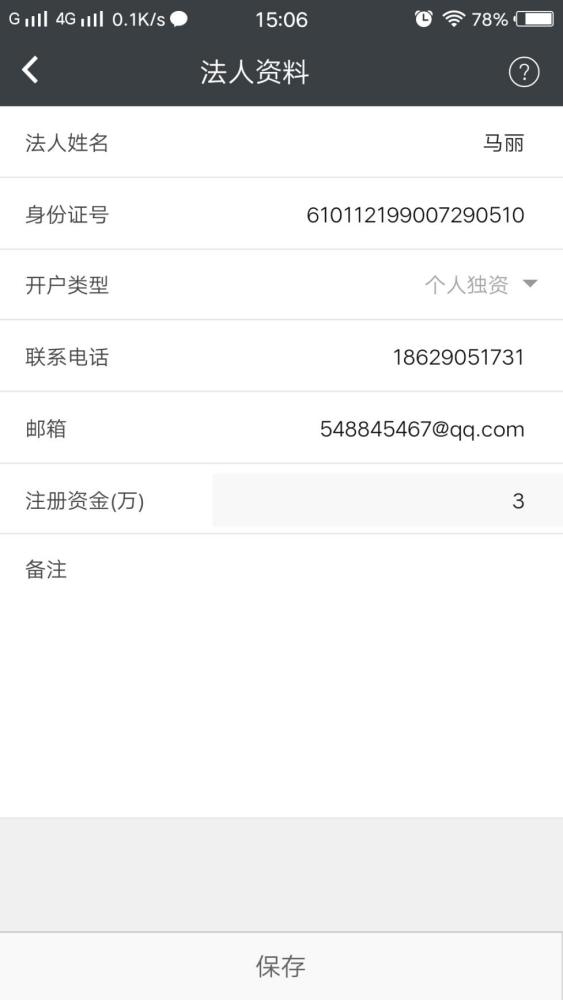 G 4G 0.1K/s 15:06 78%
法人资料 ?
法人姓名 马丽
身份证号 610112199007290510
开户类型 个人独资
联系电话 18629051731
邮箱 548845467@qq.com
注册资金(万) 3
备注
保存